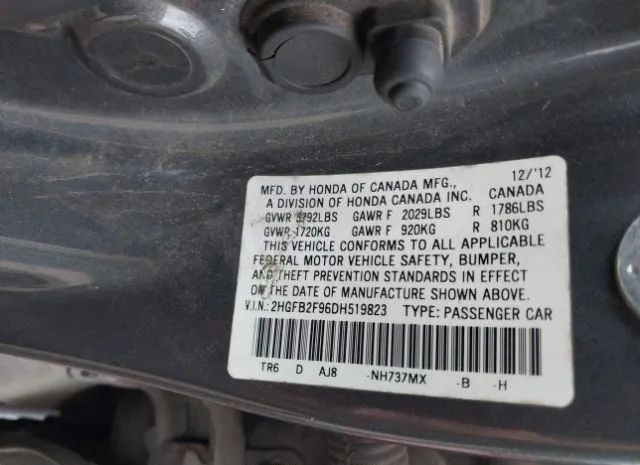 12/'12
MFD. BY HONDA OF CANADA MFG.,
A DIVISION OF HONDA CANADA INC. CANADA
GVWR 3792LBS GAWR F 2029LBS R 1786LBS
GVWR 1720KG GAWR F 920KG R 810KG
THIS VEHICLE CONFORMS TO ALL APPLICABLE
FEDERAL MOTOR VEHICLE SAFETY, BUMPER,
AND THEFT PREVENTION STANDARDS IN EFFECT
ON THE DATE OF MANUFACTURE SHOWN ABOVE.
V.I.N.: 2HGFB2F96DH519823 TYPE: PASSENGER CAR
TR6 D AJ8 -NH737MX -B -H